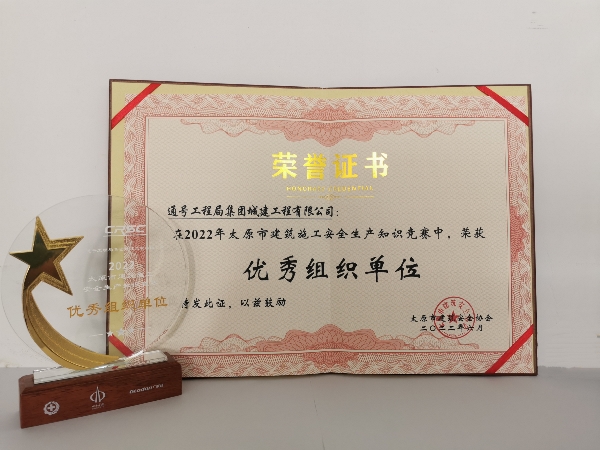 荣誉证书
通号工程局集团城建工程有限公司：
在2022年太原市建筑施工安全生产知识竞赛中，荣获
优秀组织单位
特发此证，以兹鼓励
太原市建筑安全协会
二〇二二年六月
CRSC
2022
优秀组织单位